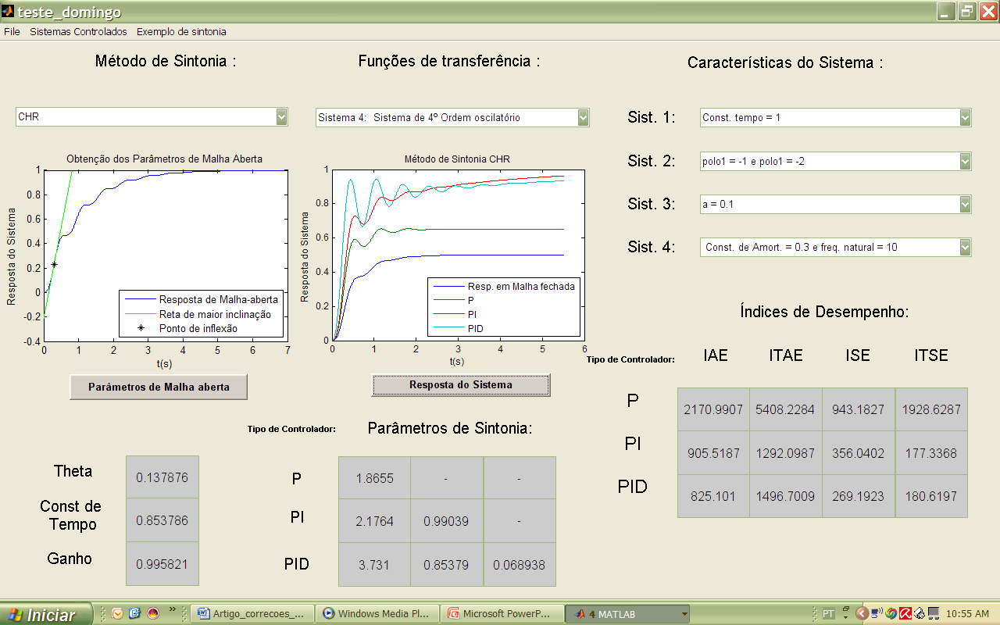 teste_domingo
File Sistemas Controlados Exemplo de sintonia
Método de Sintonia :
Funções de transferência :
Características do Sistema :
CHR
Sistema 4: Sistema de 4º Ordem oscilatório
Sist. 1:
Const. tempo = 1
Sist. 2:
polo1 = -1 e polo1 = -2
Sist. 3:
a = 0.1
Sist. 4:
Const. de Amort. = 0.3 e freq. natural = 10
Obtenção dos Parâmetros de Malha Aberta
Resposta do Sistema
1
0.8
0.6
0.4
0.2
0
-0.2
-0.4
0 1 2 3 4 5 6 7
t(s)
Resposta de Malha-aberta
Reta de maior inclinação
Ponto de inflexão
Parâmetros de Malha aberta
Método de Sintonia CHR
Resposta do Sistema
1
0.8
0.6
0.4
0.2
0
0 1 2 3 4 5 6
t(s)
Resp. em Malha fechada
P
PI
PID
Resposta do Sistema
Índices de Desempenho:
Tipo de Controlador:
IAE ITAE ISE ITSE
P 2170.9907 5408.2284 943.1827 1928.6287
PI 905.5187 1292.0987 356.0402 177.3368
PID 825.101 1496.7009 269.1923 180.6197
Tipo de Controlador:
Parâmetros de Sintonia:
Theta 0.137876
Const de
Tempo 0.853786
Ganho 0.995821
P 1.8655 - -
PI 2.1764 0.99039 -
PID 3.731 0.85379 0.068938
Iniciar
»
Artigo_correcoes_...
Windows Media Pl...
Microsoft PowerP...
4 MATLAB
PT
10:55 AM